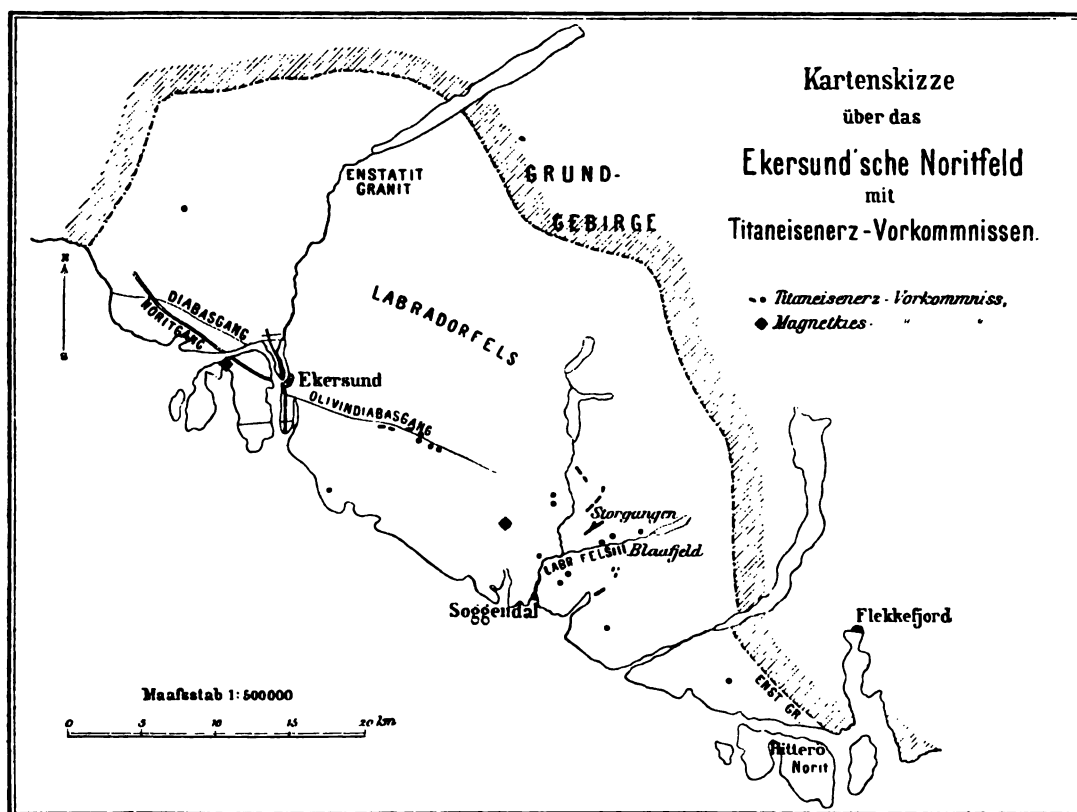 Kartenskizze
über das
Ekersund'sche Noritfeld
mit
Titaneisenerz-Vorkommnissen.
Titaneisenerz-Vorkommniss,
Magnetkies- " "
ENSTATIT
GRANIT
GRUND-
GEBIRGE
LABRADORFELS
DIABASGANG
NORITGANG
N
S
Ekersund
OLIVINDIABASGANG
Storgangen
Blaafjeld
LABR FELS III
Soggendal
Flekkefjord
ENST GR
Hitterö
Norit
Maafsstab 1:500000
0 5 10 15 20 km